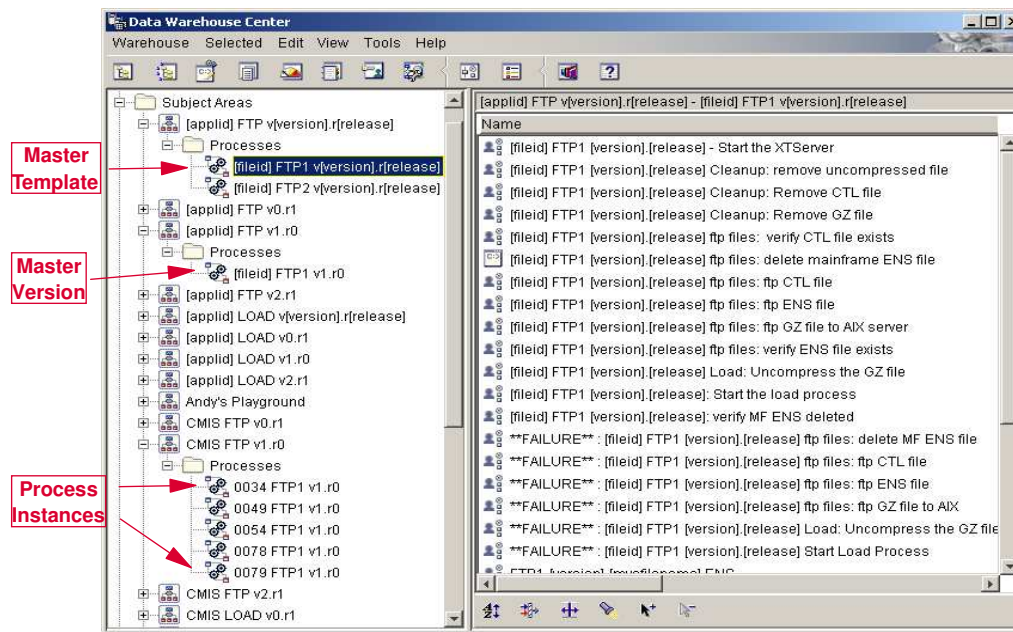 Data Warehouse Center
Warehouse Selected Edit View Tools Help
Subject Areas
[applid] FTP v[version].r[release]
Processes
[fileid] FTP1 v[version].r[release]
[fileid] FTP2 v[version].r[release]
[applid] FTP v0.r1
[applid] FTP v1.r0
Processes
[fileid] FTP1 v1.r0
[applid] FTP v2.r1
[applid] LOAD v[version].r[release]
[applid] LOAD v0.r1
[applid] LOAD v1.r0
[applid] LOAD v2.r1
Andy's Playground
CMIS FTP v0.r1
CMIS FTP v1.r0
Processes
0034 FTP1 v1.r0
0049 FTP1 v1.r0
0054 FTP1 v1.r0
0078 FTP1 v1.r0
0079 FTP1 v1.r0
CMIS FTP v2.r1
CMIS LOAD v0.r1
Master
Template
Master
Version
Process
Instances
[applid] FTP v[version].r[release] - [fileid] FTP1 v[version].r[release]
Name
[fileid] FTP1 [version].[release] - Start the XTServer
[fileid] FTP1 [version].[release] Cleanup: remove uncompressed file
[fileid] FTP1 [version].[release] Cleanup: Remove CTL file
[fileid] FTP1 [version].[release] Cleanup: Remove GZ file
[fileid] FTP1 [version].[release] ftp files: verify CTL file exists
[fileid] FTP1 [version].[release] ftp files: delete mainframe ENS file
[fileid] FTP1 [version].[release] ftp files: ftp CTL file
[fileid] FTP1 [version].[release] ftp files: ftp ENS file
[fileid] FTP1 [version].[release] ftp files: ftp GZ file to AIX server
[fileid] FTP1 [version].[release] ftp files: verify ENS file exists
[fileid] FTP1 [version].[release] Load: Uncompress the GZ file
[fileid] FTP1 [version].[release]: Start the load process
[fileid] FTP1 [version].[release]: verify MF ENS deleted
**FAILURE** : [fileid] FTP1 [version].[release] ftp files: delete MF ENS file
**FAILURE** : [fileid] FTP1 [version].[release] ftp files: ftp CTL file
**FAILURE** : [fileid] FTP1 [version].[release] ftp files: ftp ENS file
**FAILURE** : [fileid] FTP1 [version].[release] ftp files: ftp GZ file to AIX
**FAILURE** : [fileid] FTP1 [version].[release] Load: Uncompress the GZ file
**FAILURE** : [fileid] FTP1 [version].[release] Start Load Process
FTP1 [version]